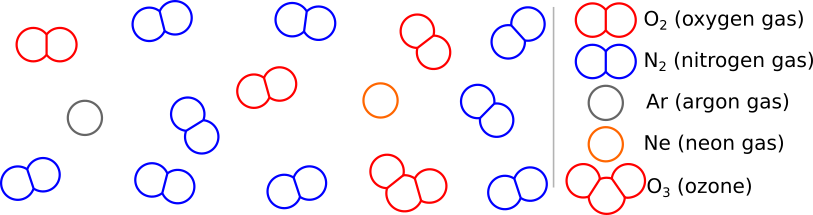 O₂ (oxygen gas)
N₂ (nitrogen gas)
Ar (argon gas)
Ne (neon gas)
O₃ (ozone)